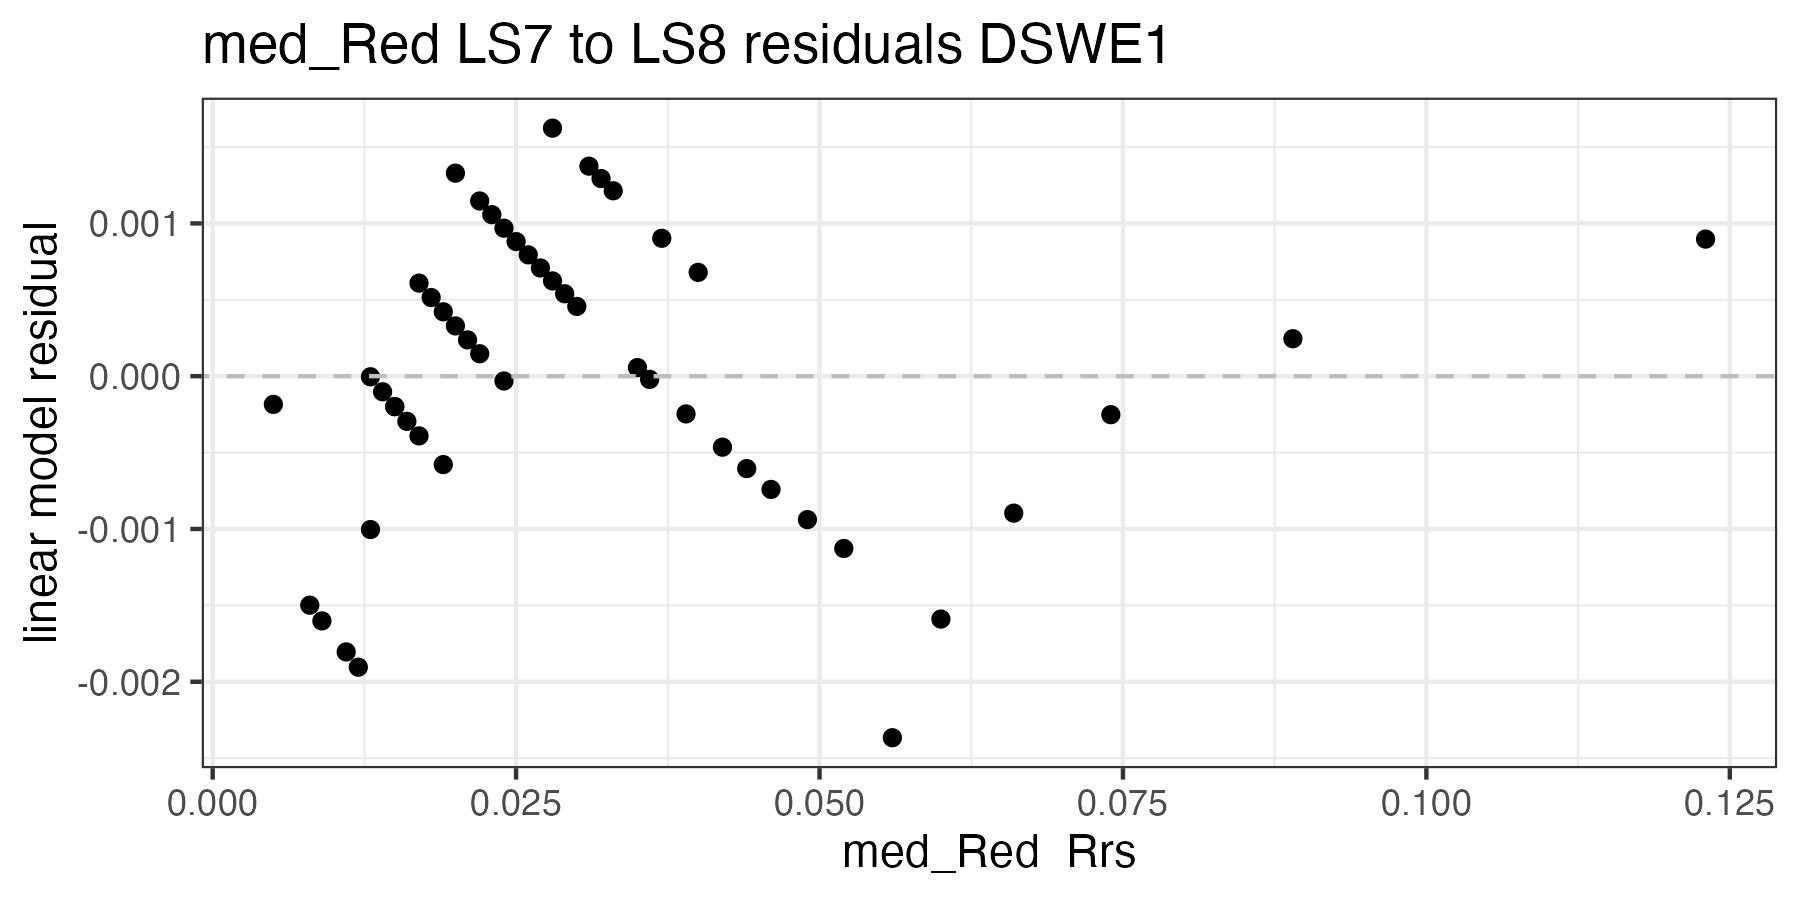 med_Red LS7 to LS8 residuals DSWE1
linear model residual
0.001
0.000
-0.001
-0.002
0.000 0.025 0.050 0.075 0.100 0.125
med_Red  Rrs